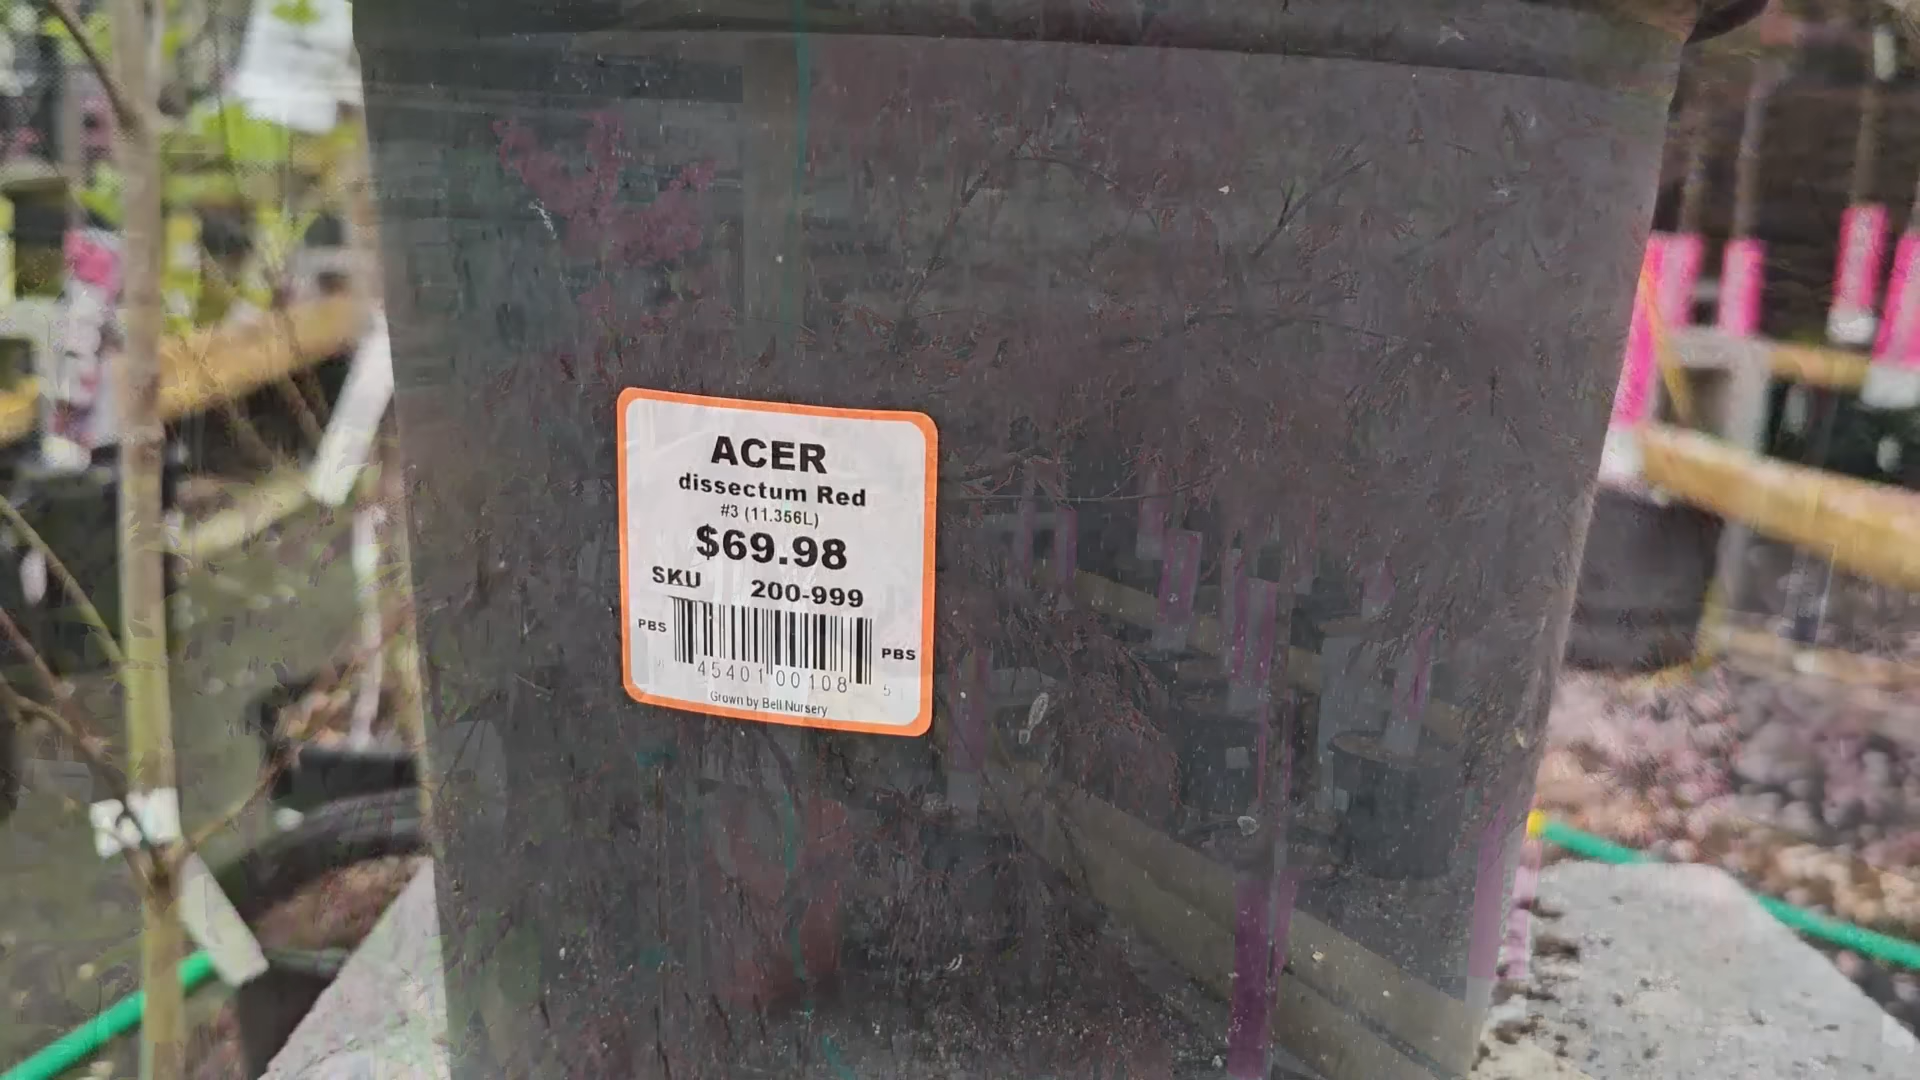 ACER
dissectum Red
#3 (11.356L)
$69.98
SKU 200-999
PBS
PBS
45401 00108 5
Grown by Bell Nursery